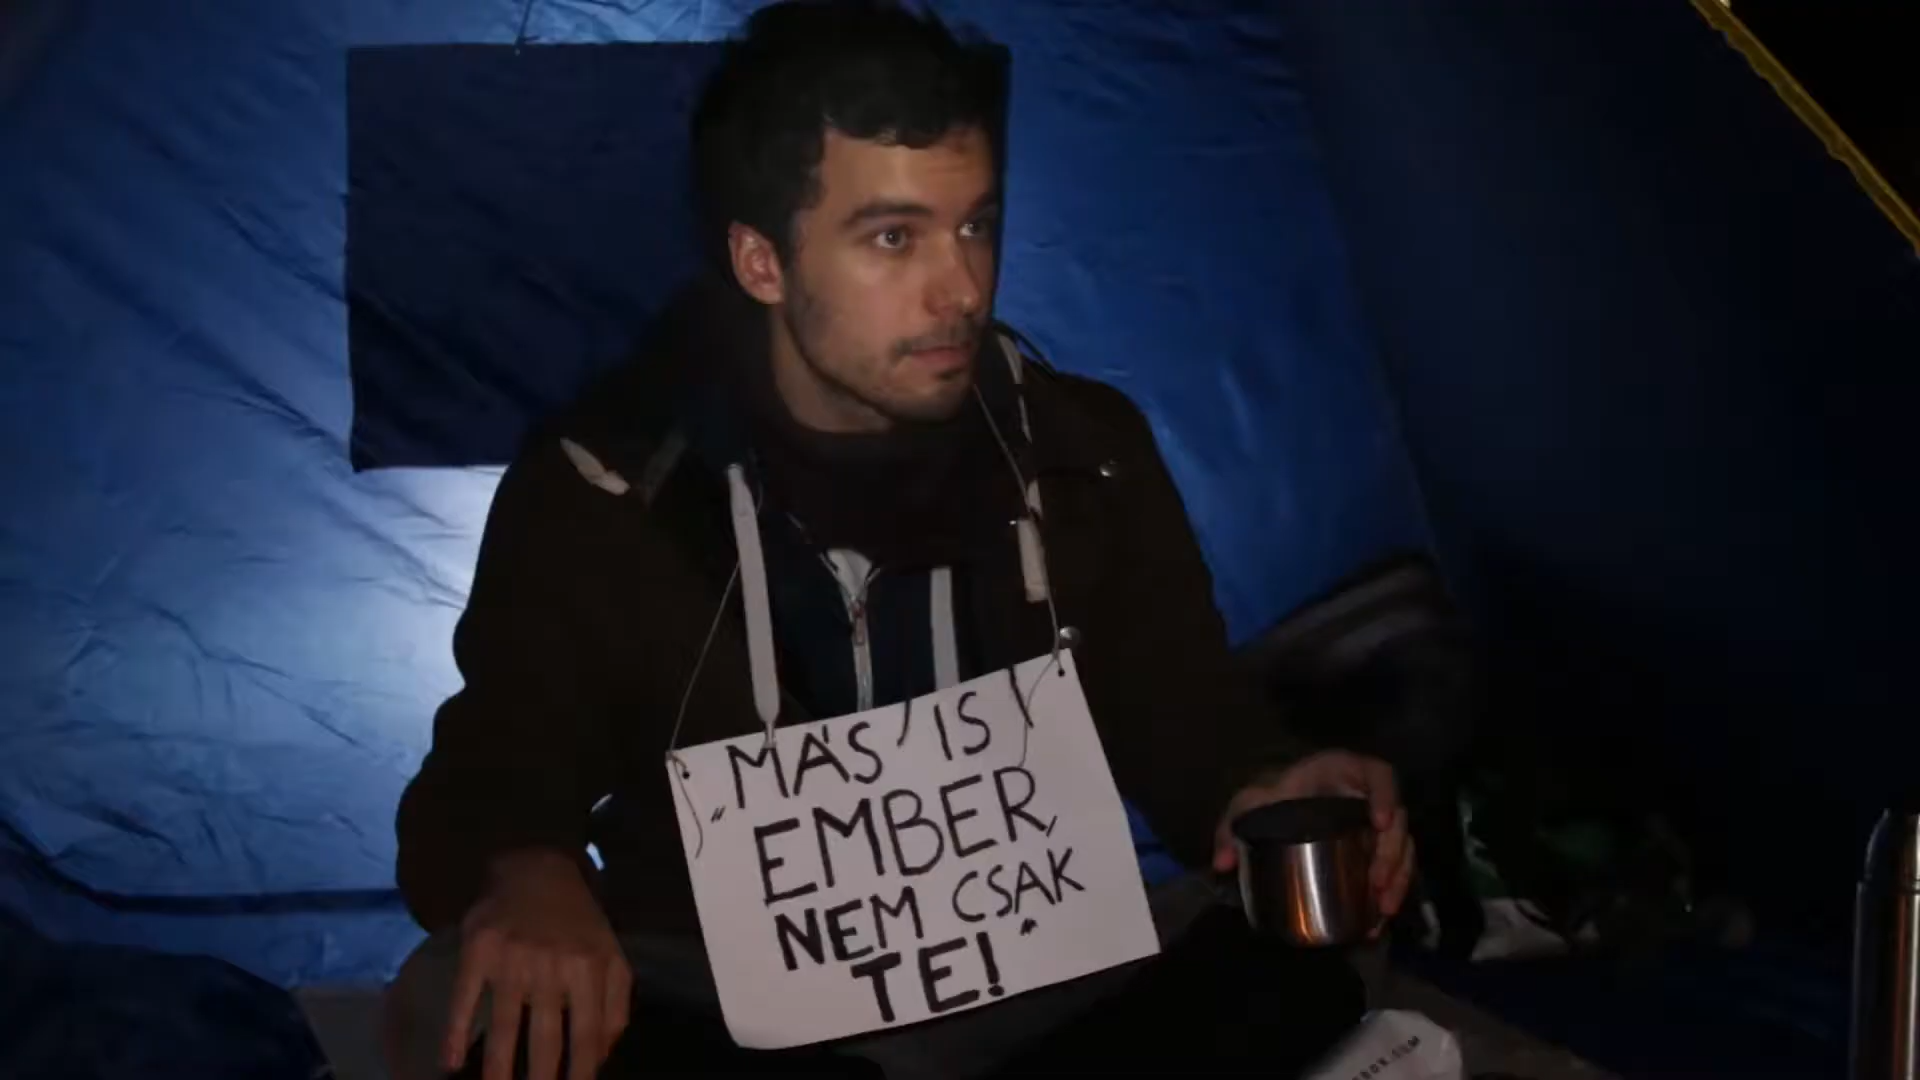 „MÁS IS
EMBER,
NEM CSAK
TE!"